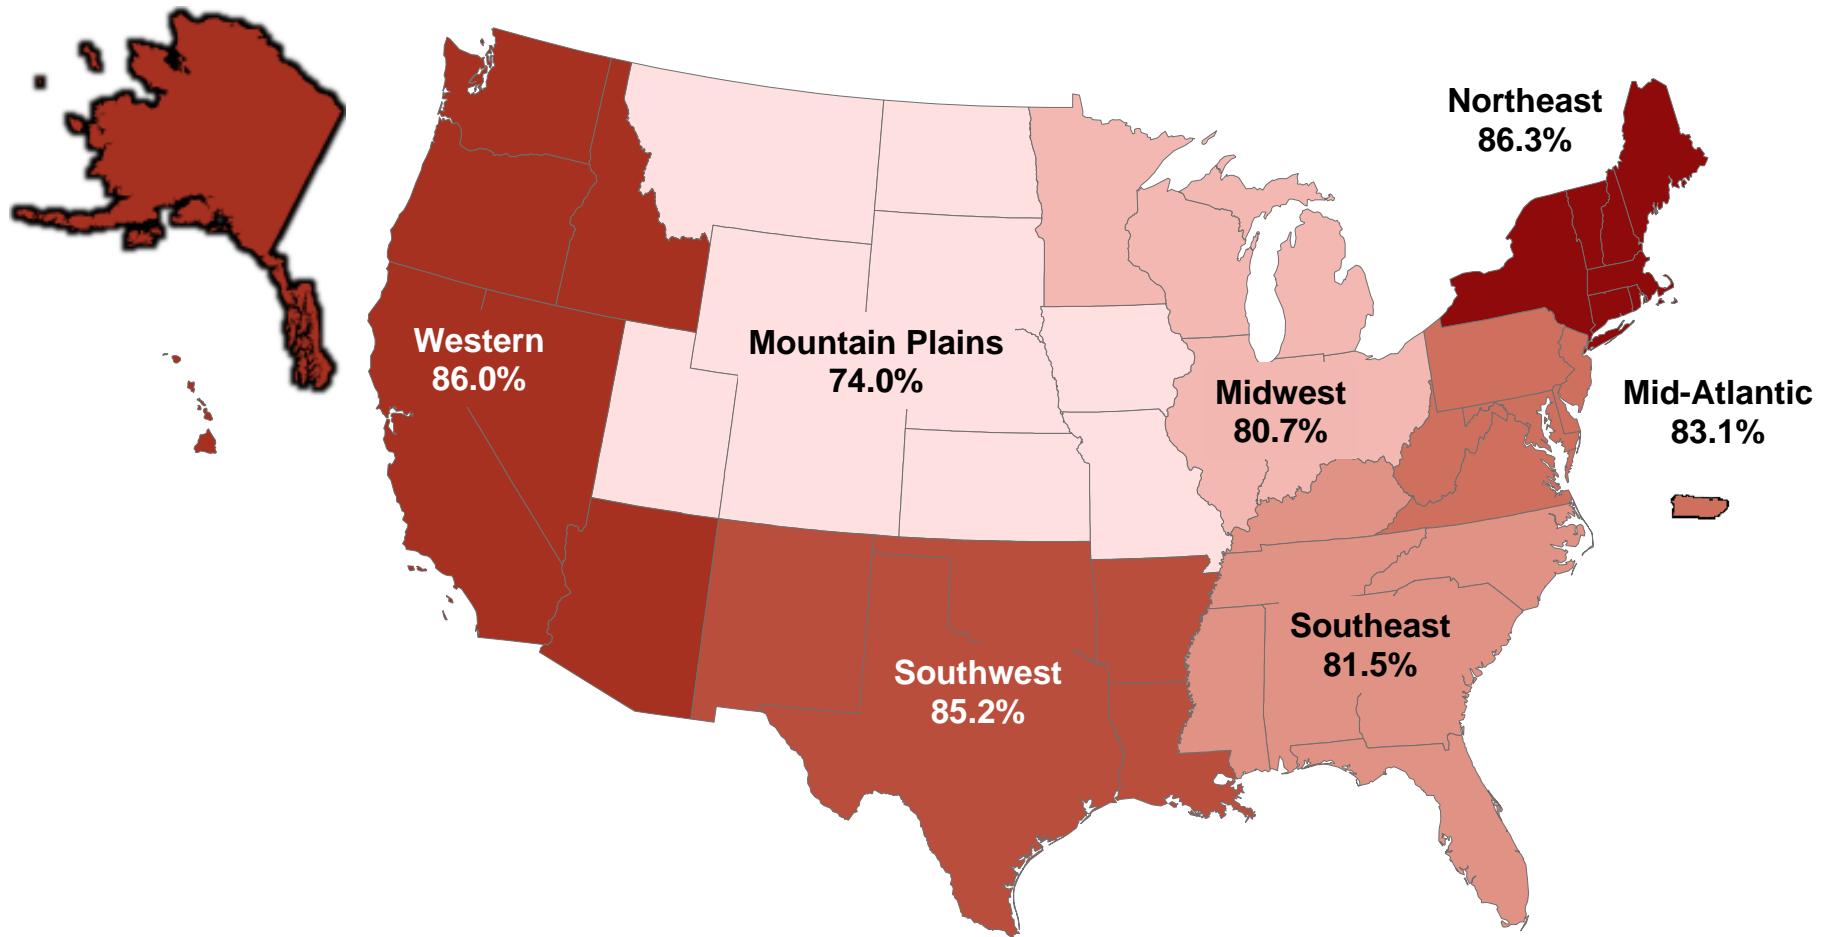 Northeast
86.3%
Western
86.0%
Mountain Plains
74.0%
Midwest
80.7%
Mid-Atlantic
83.1%
Southeast
81.5%
Southwest
85.2%